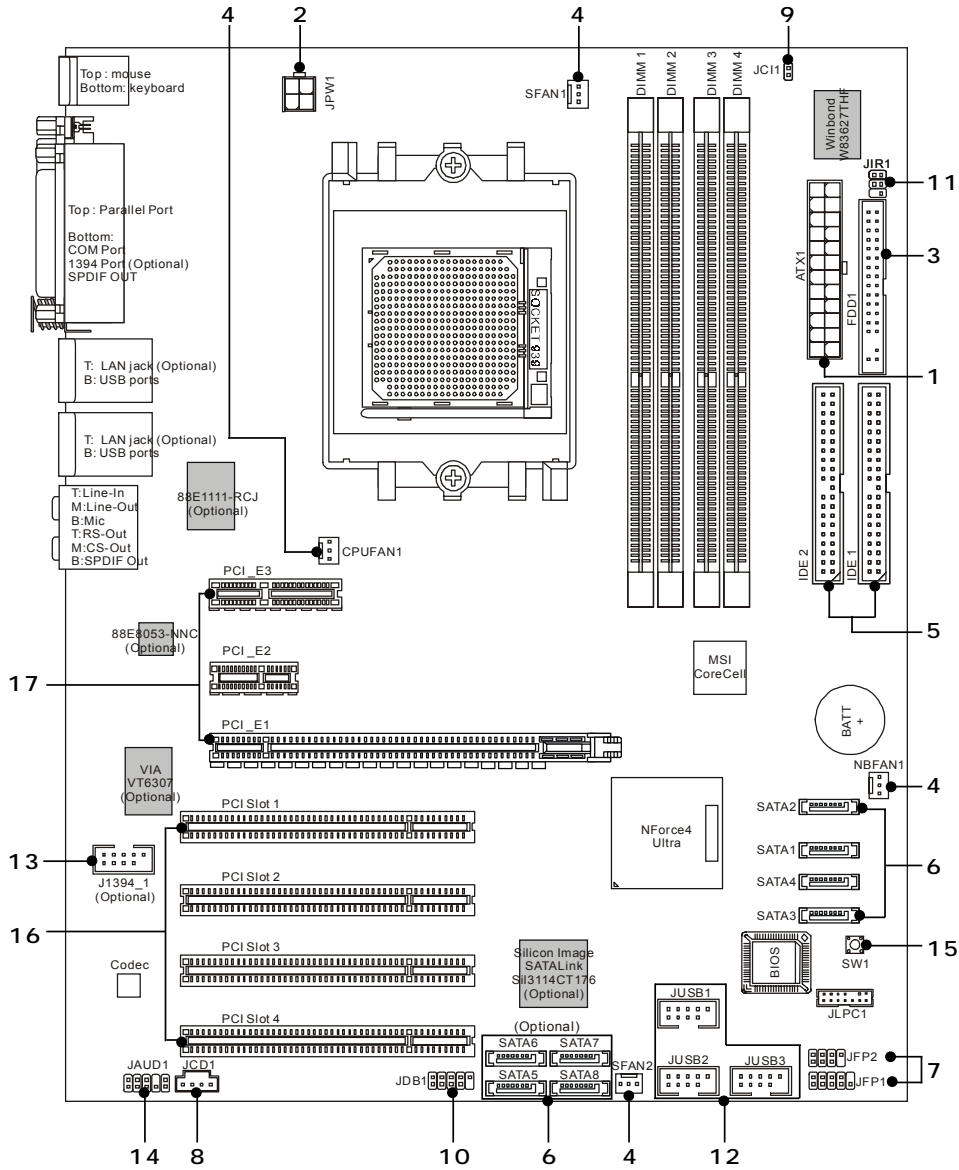 4
2
4
9
Top : mouse
Bottom: keyboard
JPW1
SFAN1
DIMM 1
DIMM 2
DIMM 3
DIMM 4
JCI1
Winbond
W83627THF
JIR1
11
Top : Parallel Port
Bottom:
COM Port
1394 Port (Optional)
SPDIF OUT
ATX1
FDD1
3
1
T: LAN jack (Optional)
B: USB ports
T: LAN jack (Optional)
B: USB ports
88E1111-RCJ
(Optional)
T:Line-In
M:Line-Out
B:Mic
T:RS-Out
M:CS-Out
B:SPDIF Out
CPUFAN1
IDE 2
IDE 1
5
PCI_E3
88E8053-NNC
(Optional)
PCI_E2
17
PCI_E1
MSI
CoreCell
BATT
+
NBFAN1
4
VIA
VT6307
(Optional)
PCI Slot 1
NForce4
Ultra
SATA2
SATA1
SATA4
SATA3
6
13
J1394_1
(Optional)
PCI Slot 2
16
PCI Slot 3
Codec
Silicon Image
SATALink
SiI3114CT176
(Optional)
BIOS
SW1
15
JLPC1
JUSB1
PCI Slot 4
(Optional)
SATA6
SATA7
SATA5
SATA8
SFAN2
JUSB2
JUSB3
JFP2
JFP1
7
JAUD1
JCD1
JDB1
14
8
10
6
4
12